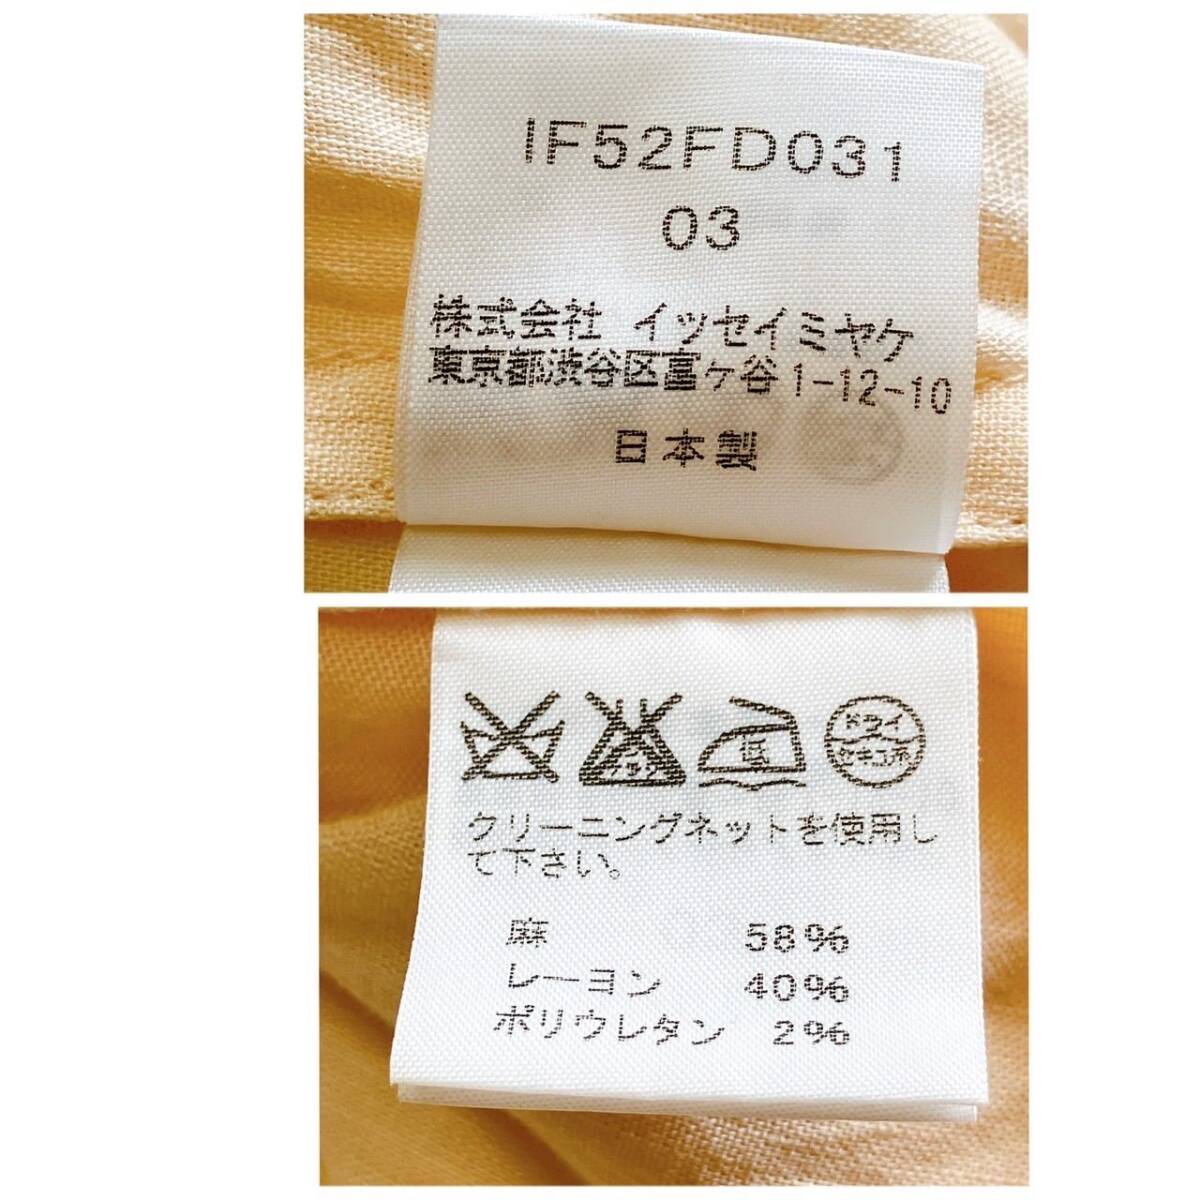 IF52FD031
03
株式会社 イッセイミヤケ
東京都渋谷区富ケ谷1-12-10
日本製
低
ドライ
セキユ系
クリーニングネットを使用し
て下さい。
麻 58%
レーヨン 40%
ポリウレタン 2%